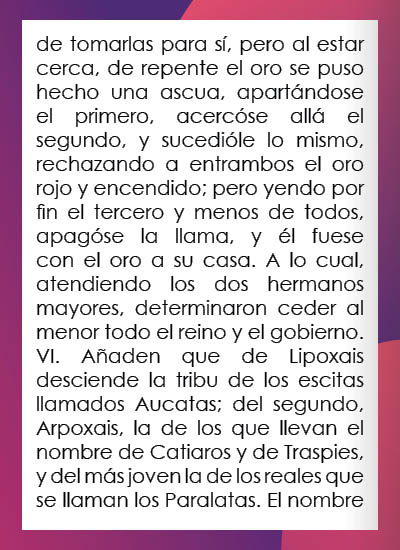 de tomarlas para sí, pero al estar
cerca, de repente el oro se puso
hecho una ascua, apartándose
el primero, acercóse allá el
segundo, y sucedióle lo mismo,
rechazando a entrambos el oro
rojo y encendido; pero yendo por
fin el tercero y menos de todos,
apagóse la llama, y él fuese
con el oro a su casa. A lo cual,
atendiendo los dos hermanos
mayores, determinaron ceder al
menor todo el reino y el gobierno.
VI. Añaden que de Lipoxais
desciende la tribu de los escitas
llamados Aucatas; del segundo,
Arpoxais, la de los que llevan el
nombre de Catiaros y de Traspies,
y del más joven la de los reales que
se llaman los Paralatas. El nombre